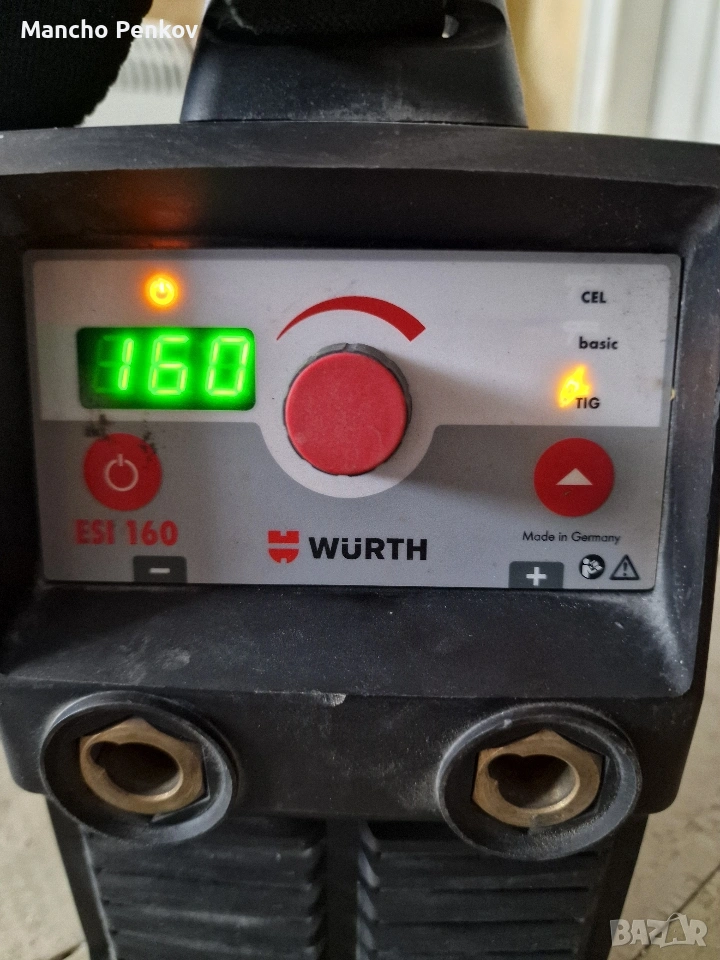 Mancho Penkov
CEL
basic
160
TIG
ESI 160
WÜRTH
Made in Germany
- +
BAZAR